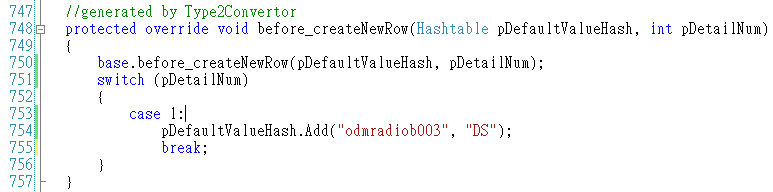 747 //generated by Type2Convertor
748 protected override void before_createNewRow(Hashtable pDefaultValueHash, int pDetailNum)
749 {
750 base.before_createNewRow(pDefaultValueHash, pDetailNum);
751 switch (pDetailNum)
752 {
753 case 1:
754 pDefaultValueHash.Add("odmradiob003", "DS");
755 break;
756 }
757 }